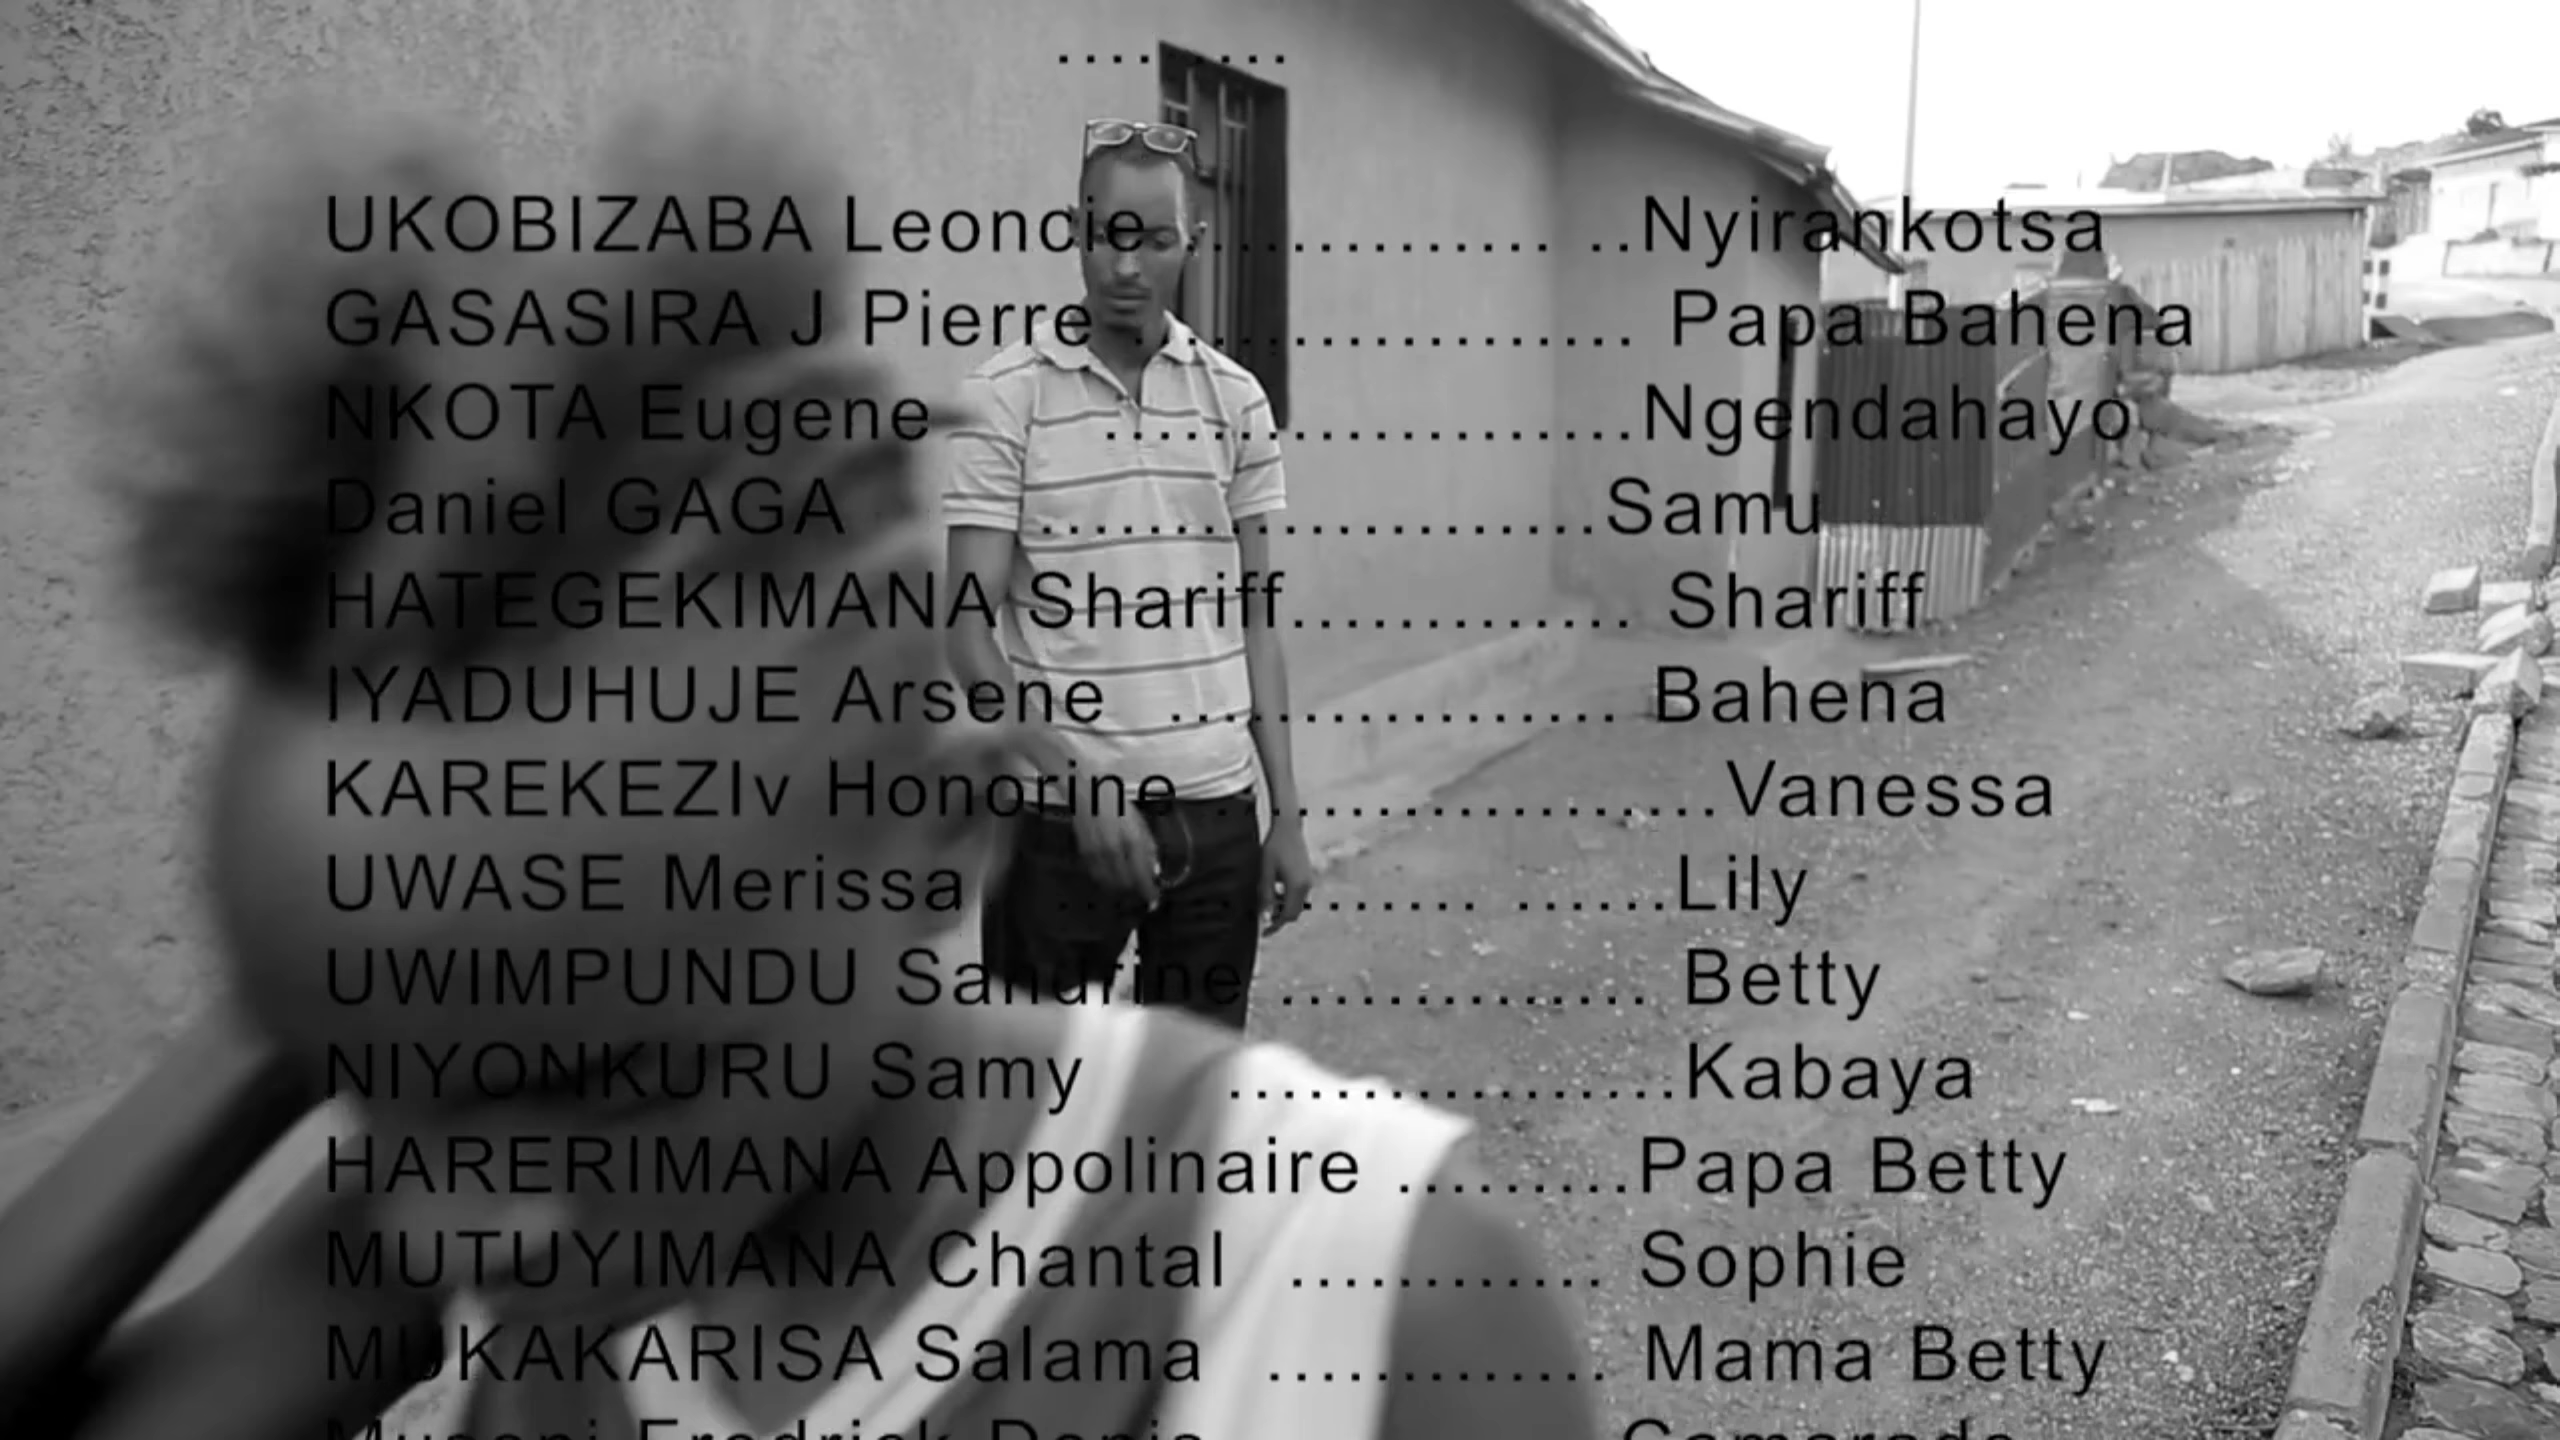 ........
UKOBIZABA Leoncie .............. ..Nyirankotsa
GASASIRA J Pierre ................... Papa Bahena
NKOTA Eugene ....................Ngendahayo
Daniel GAGA .....................Samu
HATEGEKIMANA Shariff............. Shariff
IYADUHUJE Arsene ................. Bahena
KAREKEZIv Honorine ...................Vanessa
UWASE Merissa ................ ......Lily
UWIMPUNDU Sandrine .............. Betty
NIYONKURU Samy .................Kabaya
HARERIMANA Appolinaire .........Papa Betty
MUTUYIMANA Chantal ............ Sophie
MUKAKARISA Salama ............. Mama Betty